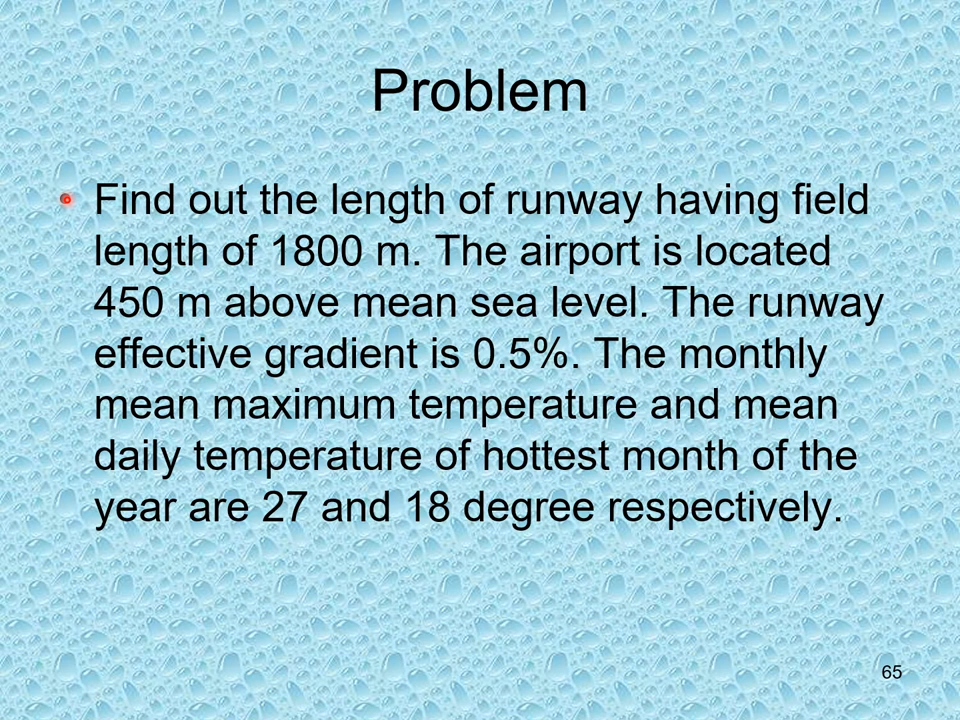 Problem
• Find out the length of runway having field
length of 1800 m. The airport is located
450 m above mean sea level. The runway
effective gradient is 0.5%. The monthly
mean maximum temperature and mean
daily temperature of hottest month of the
year are 27 and 18 degree respectively.
65